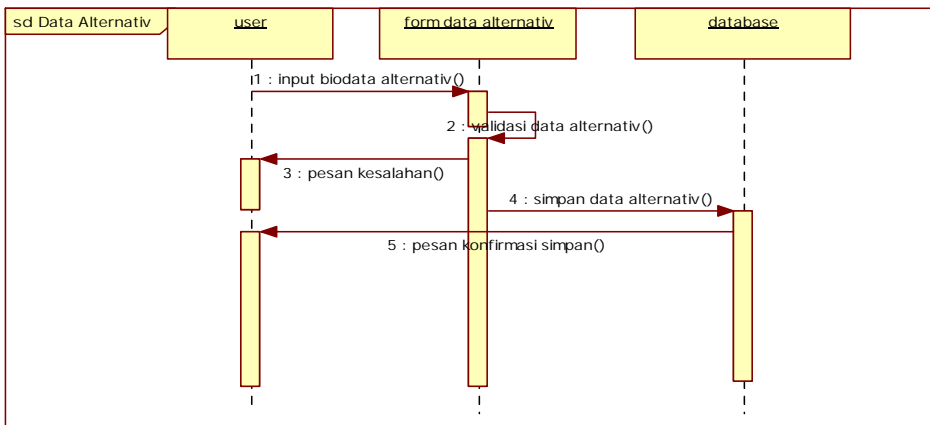 sd Data Alternativ
user
form data alternativ
database
1 : input biodata alternativ()
2 : validasi data alternativ()
3 : pesan kesalahan()
4 : simpan data alternativ()
5 : pesan konfirmasi simpan()